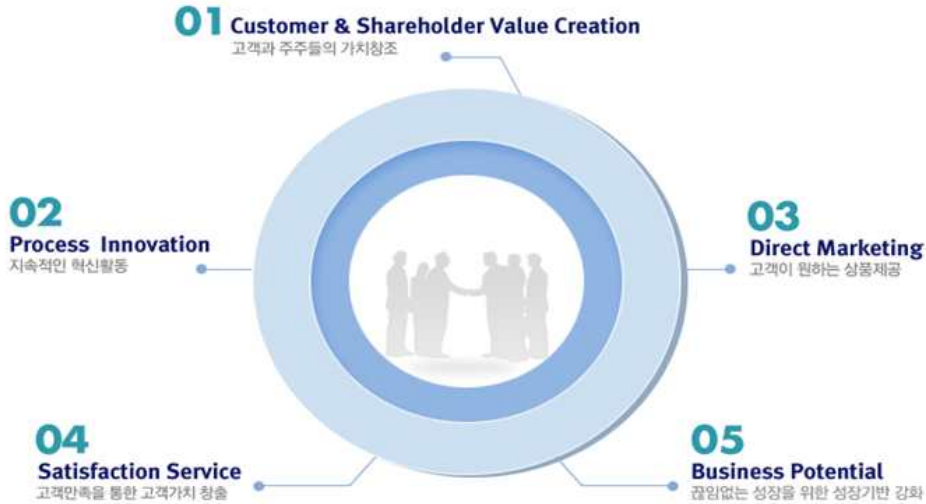 01 Customer & Shareholder Value Creation
고객과 주주들의 가치창조
02
Process Innovation
지속적인 혁신활동
03
Direct Marketing
고객이 원하는 상품제공
04
Satisfaction Service
고객만족을 통한 고객가치 창출
05
Business Potential
끊임없는 성장을 위한 성장기반 강화